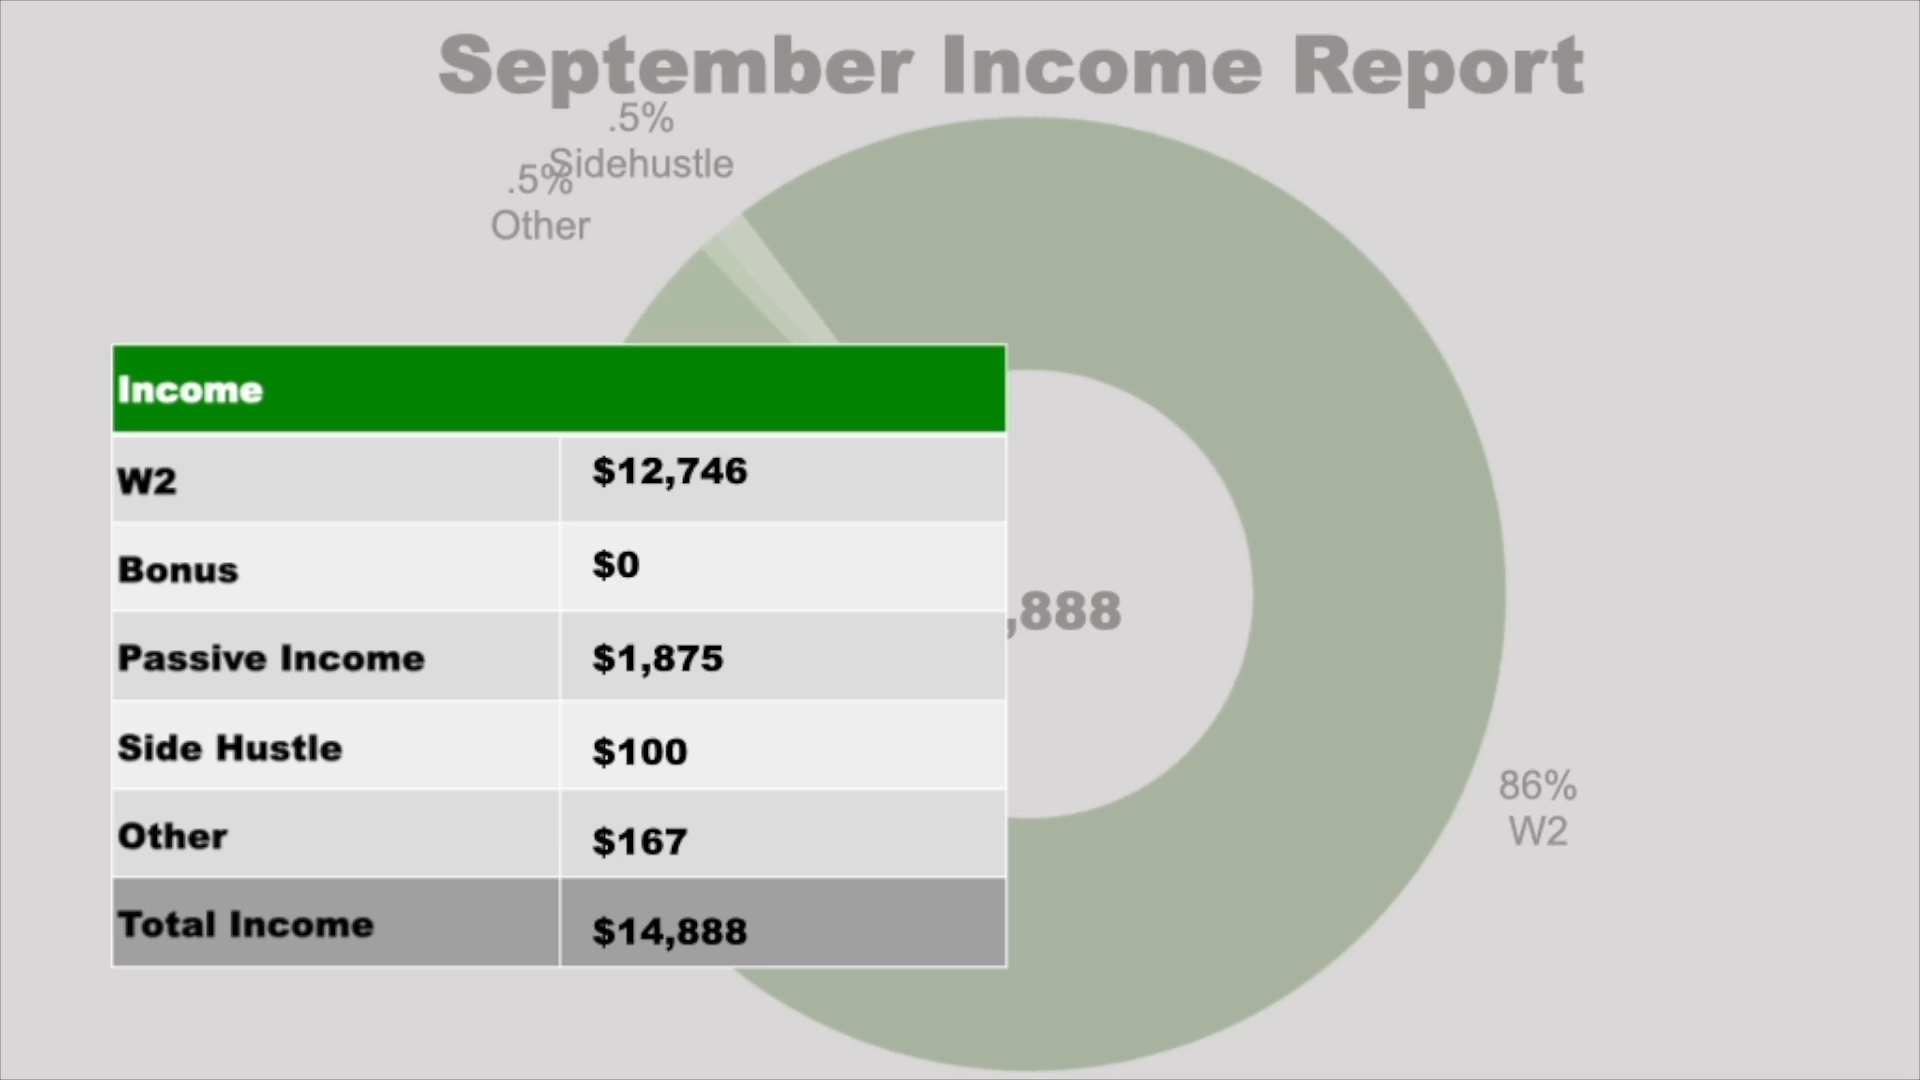 September Income Report
.5%
Sidehustle
.5%
Other
Income
W2 $12,746
Bonus $0
Passive Income $1,875
Side Hustle $100
Other $167
Total Income $14,888
,888
86%
W2